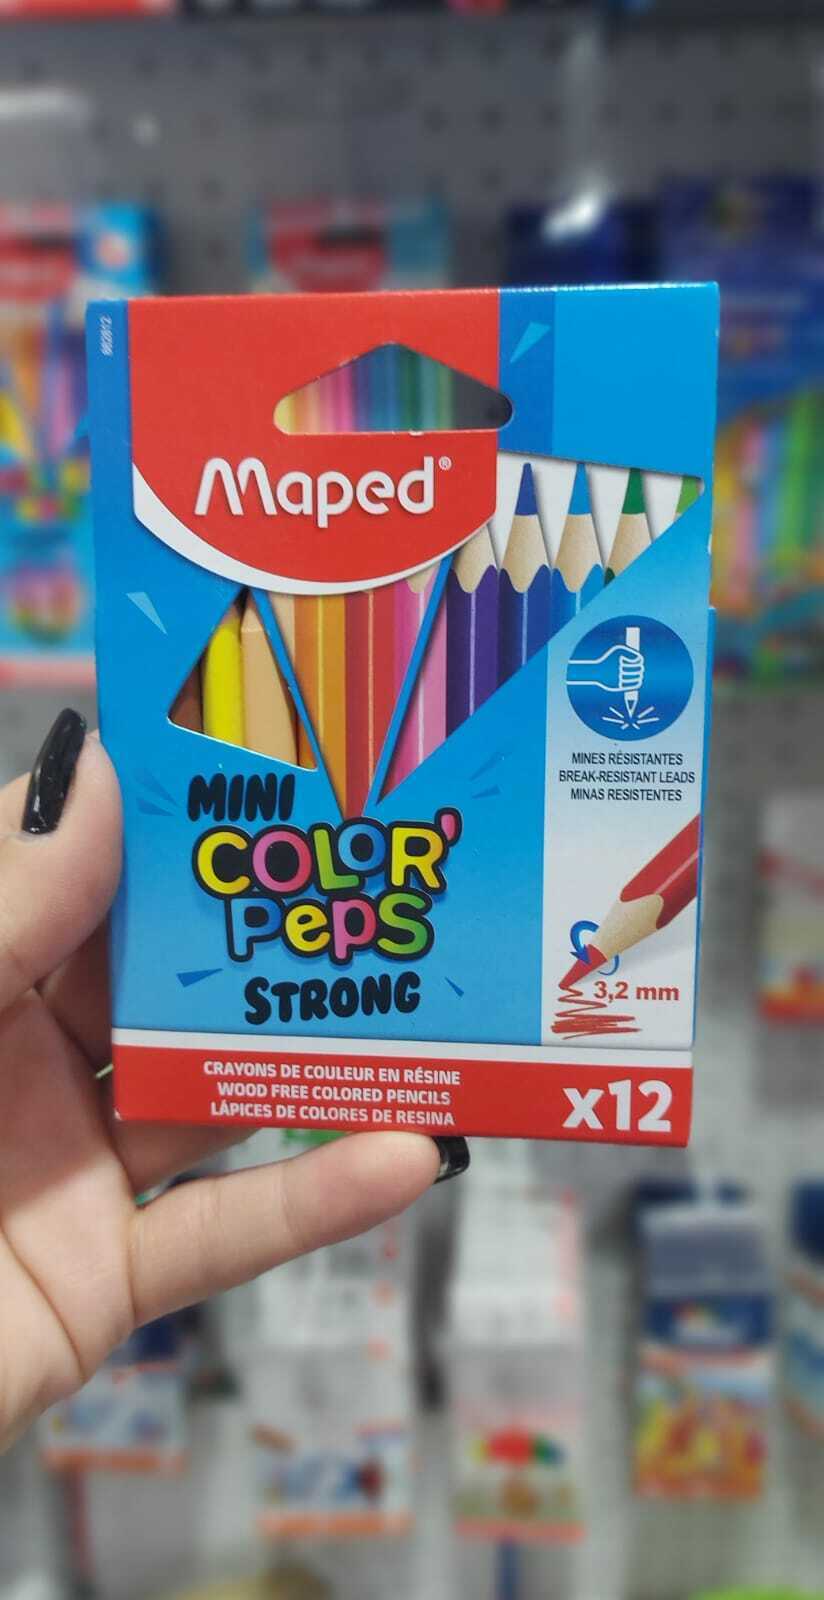 862812
Maped®
MINI
COLOR'
PEPS
STRONG
MINES RÉSISTANTES
BREAK-RESISTANT LEADS
MINAS RESISTENTES
3,2 mm
CRAYONS DE COULEUR EN RÉSINE
WOOD FREE COLORED PENCILS
LÁPICES DE COLORES DE RESINA
x12